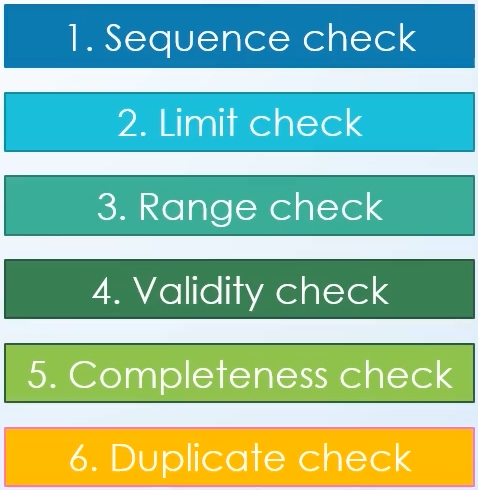 1. Sequence check
2. Limit check
3. Range check
4. Validity check
5. Completeness check
6. Duplicate check